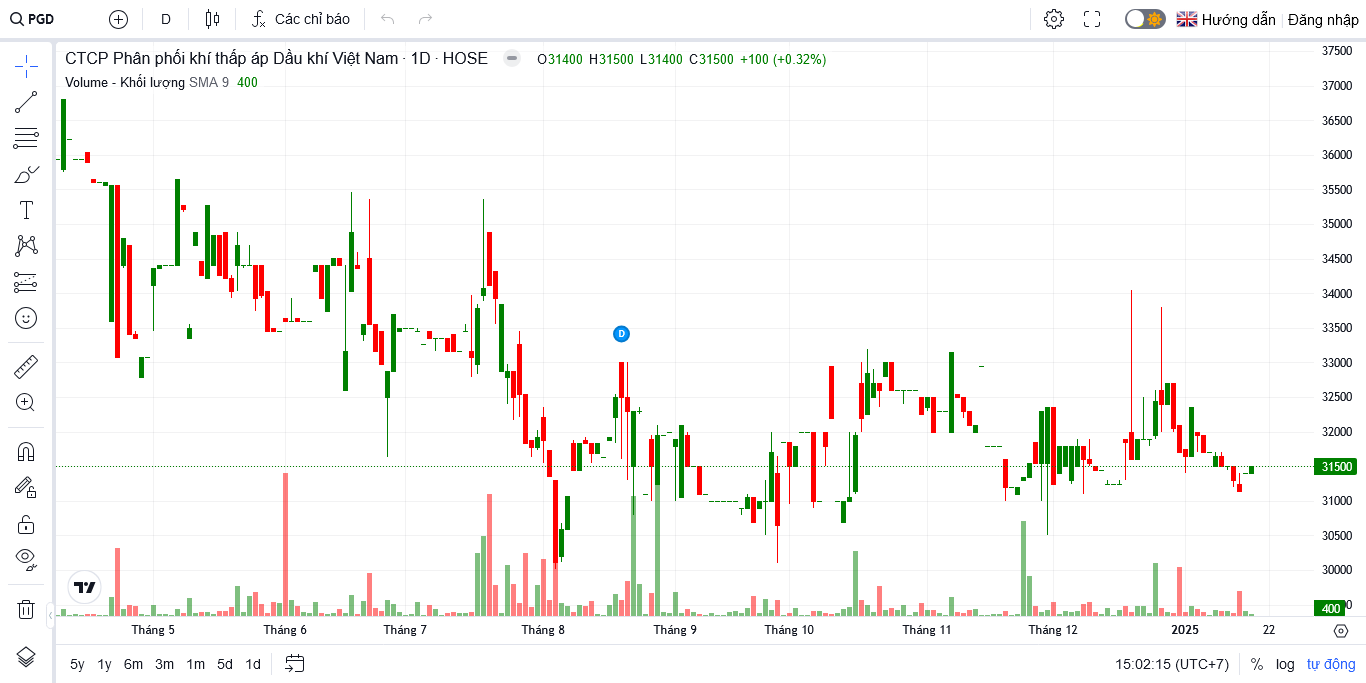 PGD D Các chỉ báo Hướng dẫn Đăng nhập
CTCP Phân phối khí thấp áp Dầu khí Việt Nam · 1D · HOSE O31400 H31500 L31400 C31500 +100 (+0.32%)
Volume - Khối lượng SMA 9 400
37500
37000
36500
36000
35500
35000
34500
34000
33500
33000
32500
32000
31500
31000
30500
30000
400
D
Tháng 5 Tháng 6 Tháng 7 Tháng 8 Tháng 9 Tháng 10 Tháng 11 Tháng 12 2025 22
5y 1y 6m 3m 1m 5d 1d 15:02:15 (UTC+7) % log tự động